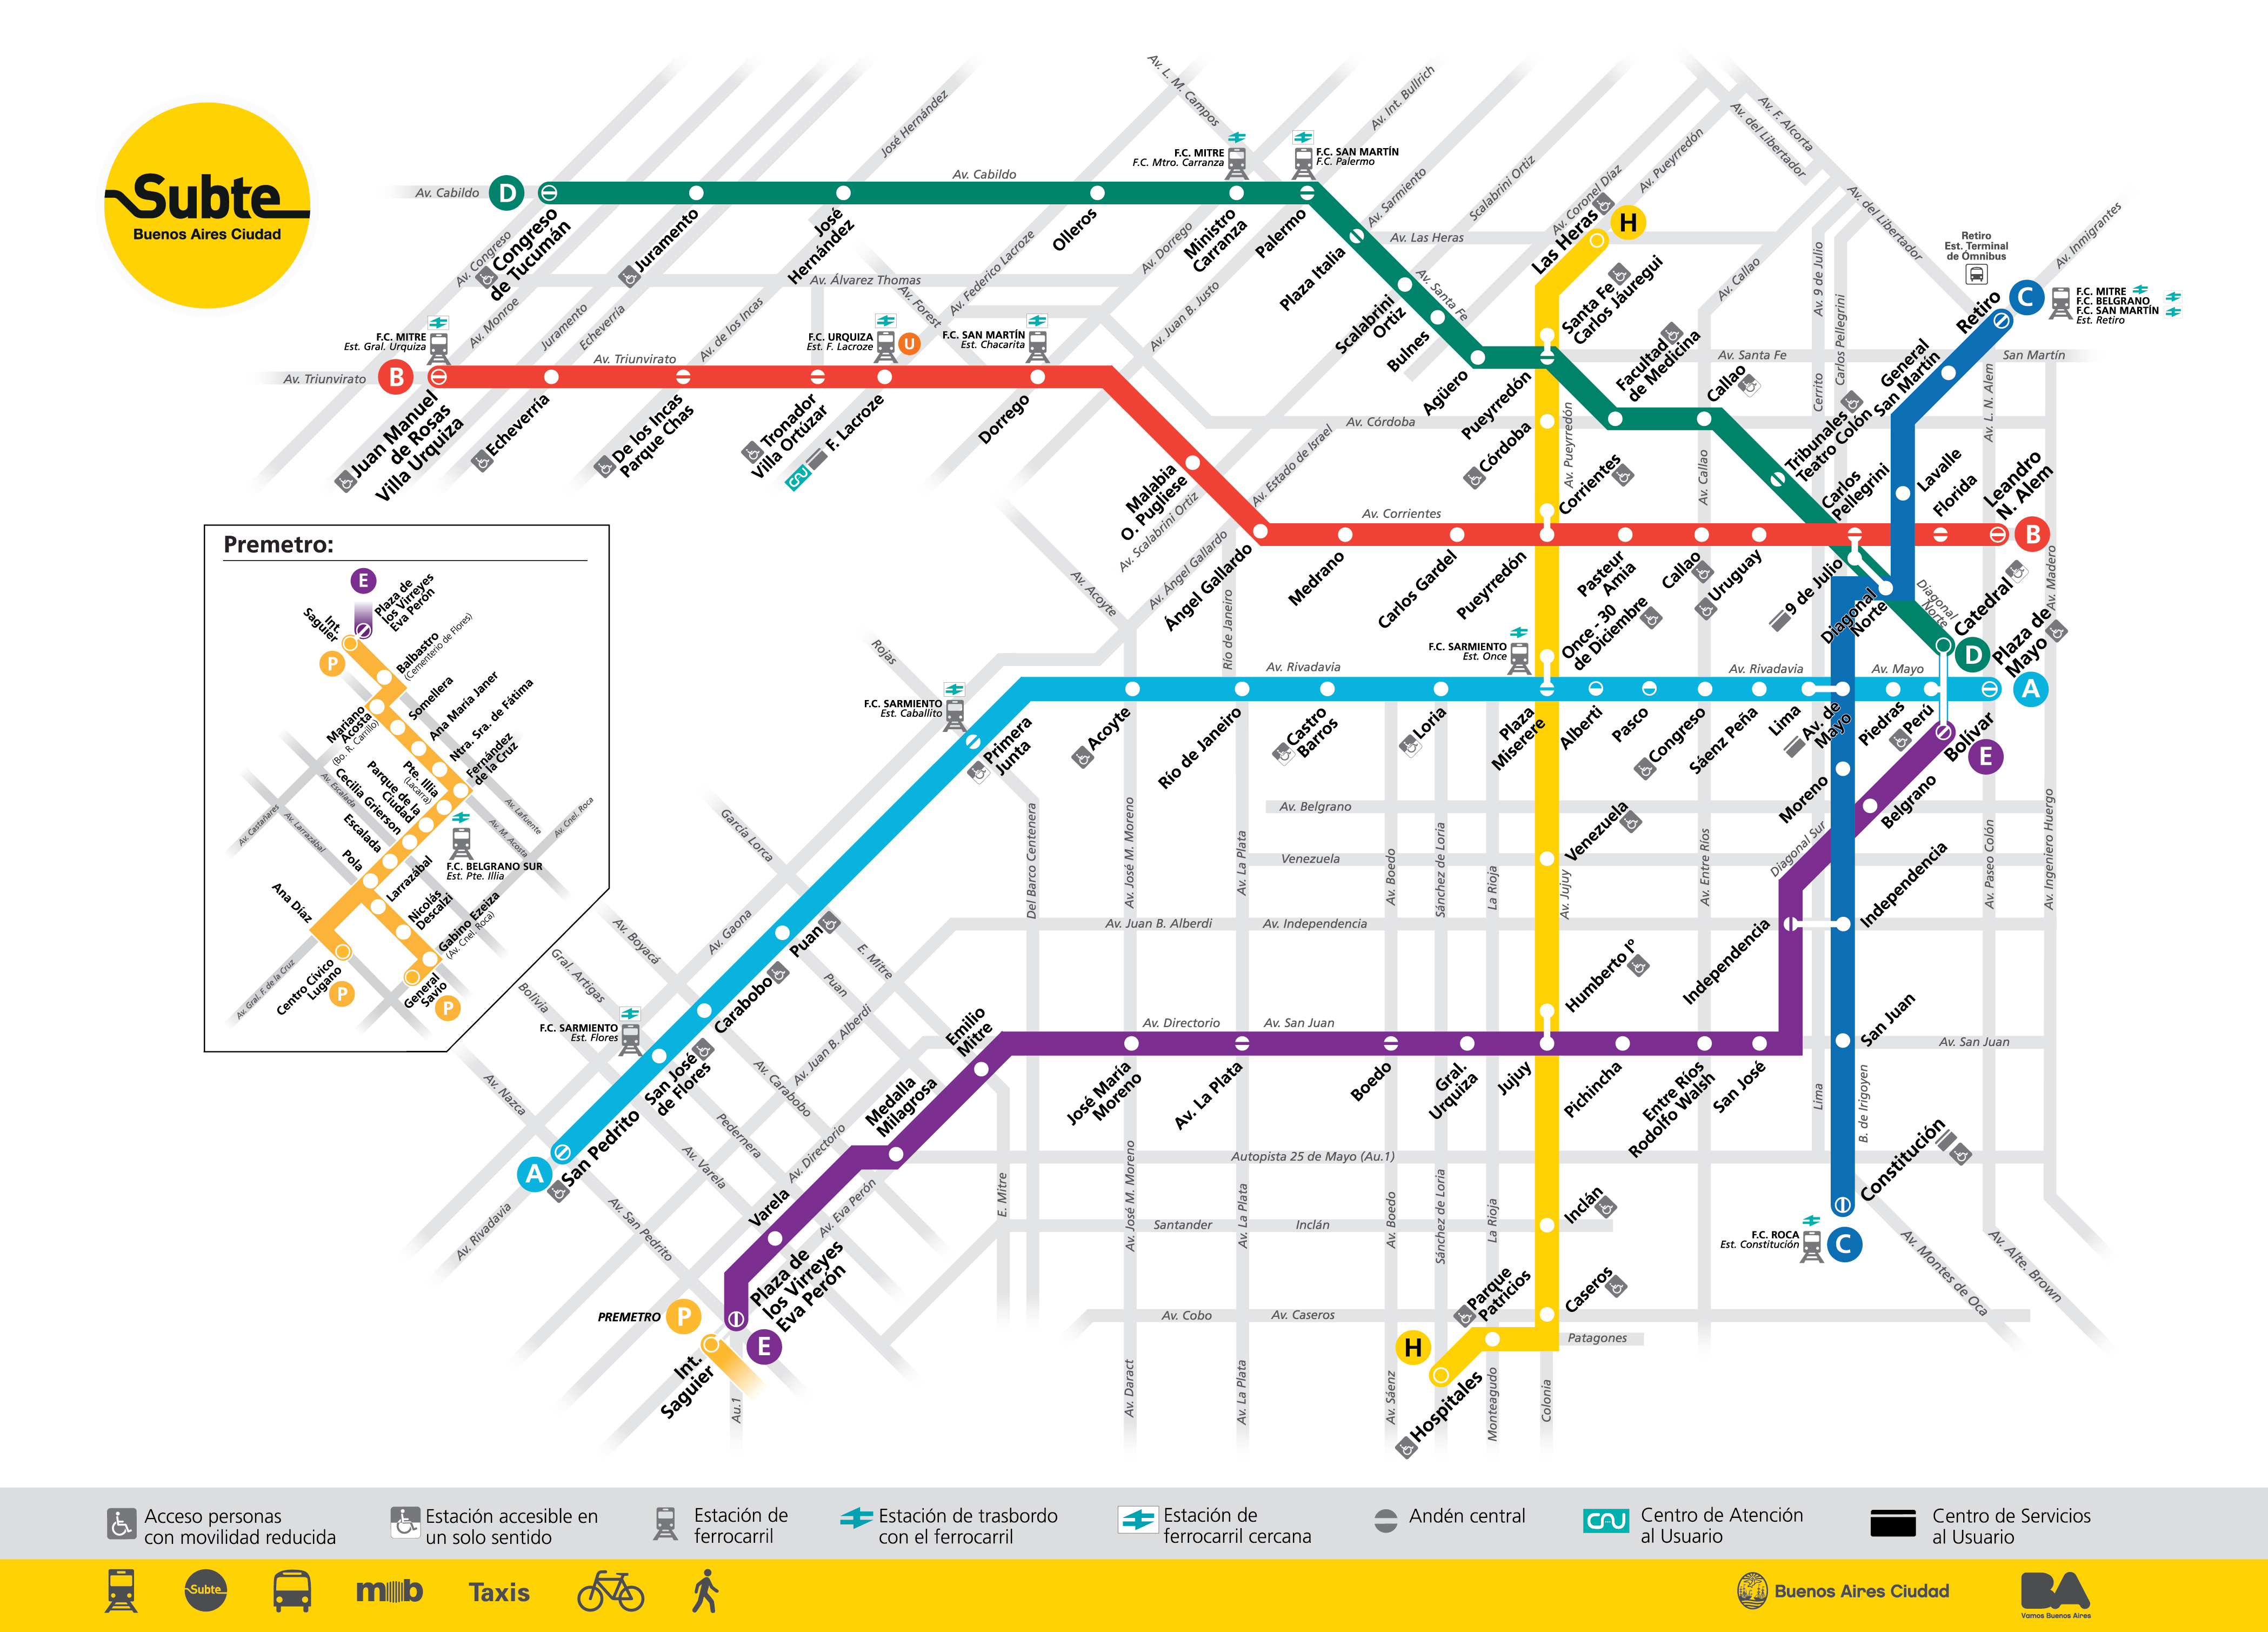 Subte
Buenos Aires Ciudad
Av. L. M. Campos
Av. Int. Bullrich
José Hernández
Av. F. Alcorta
Av. del Libertador
Av. Pueyrredón
Av. Coronel Díaz
Scalabrini Ortiz
Av. Sarmiento
Av. del Libertador
Av. Inmigrantes
F.C. MITRE
F.C. Mtro. Carranza
F.C. SAN MARTÍN
F.C. Palermo
Av. Cabildo
D
Av. Cabildo
Congreso
de Tucumán
Juramento
José
Hernández
Olleros
Ministro
Carranza
Palermo
Plaza Italia
Scalabrini
Ortiz
Bulnes
Agüero
Pueyrredón
Facultad
de Medicina
Callao
Tribunales
Teatro Colón
9 de Julio
Catedral
D
Av. Las Heras
Las Heras
H
Santa Fe
Carlos Jáuregui
Av. Santa Fe
Av. Callao
Av. 9 de Julio
Carlos Pellegrini
Cerrito
Av. Santa Fe
San Martín
Av. L. N. Alem
Retiro
Est. Terminal
de Ómnibus
Retiro
C
F.C. MITRE
F.C. BELGRANO
F.C. SAN MARTÍN
Est. Retiro
General
San Martín
Lavalle
Diagonal
Norte
Diagonal
Norte
Av. Congreso
Av. Monroe
Juramento
Echeverría
Av. de los Incas
Av. Álvarez Thomas
Av. Forest
Av. Federico Lacroze
Av. Dorrego
Av. Juan B. Justo
F.C. MITRE
Est. Gral. Urquiza
F.C. URQUIZA
Est. F. Lacroze
U
F.C. SAN MARTÍN
Est. Chacarita
Av. Triunvirato
Av. Triunvirato
B
Juan Manuel
de Rosas
Villa Urquiza
Echeverría
De los Incas
Parque Chas
Tronador
Villa Ortúzar
F. Lacroze
Dorrego
Malabia
O. Pugliese
Av. Scalabrini Ortiz
Av. Estado de Israel
Av. Ángel Gallardo
Av. Córdoba
Av. Corrientes
Ángel Gallardo
Medrano
Carlos Gardel
Pueyrredón
Pasteur
Amia
Callao
Uruguay
Carlos
Pellegrini
Florida
Leandro
N. Alem
B
Córdoba
Corrientes
Av. Pueyrredón
Av. Callao
Av. Madero
Av. Acoyte
Río de Janeiro
Rojas
F.C. SARMIENTO
Est. Once
Once - 30
de Diciembre
Av. Rivadavia
Av. Rivadavia
Av. Mayo
F.C. SARMIENTO
Est. Caballito
Primera
Junta
Acoyte
Río de Janeiro
Castro
Barros
Loria
Plaza
Miserere
Alberti
Pasco
Congreso
Sáenz Peña
Lima
Av. de
Mayo
Piedras
Perú
Plaza de
Mayo
A
Bolívar
E
Belgrano
Moreno
Diagonal Sur
Independencia
Independencia
San Juan
B. de Irigoyen
Lima
Constitución
F.C. ROCA
Est. Constitución
C
Av. Belgrano
Venezuela
Venezuela
Av. Juan B. Alberdi
Av. Independencia
Humberto Iº
Av. Jujuy
La Rioja
Sánchez de Loria
Av. Boedo
Av. La Plata
Av. José M. Moreno
Del Barco Centenera
Av. Entre Ríos
Av. Paseo Colón
Av. Ingeniero Huergo
García Lorca
Av. Gaona
Puan
Carabobo
San José
de Flores
San Pedrito
A
F.C. SARMIENTO
Est. Flores
Av. Boyacá
Gral. Artigas
Bolivia
Av. Nazca
Av. Rivadavia
E. Mitre
Puan
Av. Juan B. Alberdi
Av. Carabobo
Pedernera
Av. Varela
Av. Directorio
Av. Eva Perón
Av. San Pedrito
Emilio
Mitre
Medalla
Milagrosa
Varela
Plaza de
los Virreyes
Eva Perón
E
PREMETRO
P
Int.
Saguier
Au.1
Av. Directorio
Av. San Juan
Av. San Juan
José María
Moreno
Av. La Plata
Boedo
Gral.
Urquiza
Jujuy
Pichincha
Entre Ríos
Rodolfo Walsh
San José
Autopista 25 de Mayo (Au.1)
E. Mitre
Av. José M. Moreno
Av. La Plata
Av. Boedo
Sánchez de Loria
La Rioja
Santander
Inclán
Inclán
Caseros
Parque
Patricios
Av. Cobo
Av. Caseros
Patagones
H
Hospitales
Av. Daract
Av. La Plata
Av. Sáenz
Monteagudo
Colonia
Av. Montes de Oca
Av. Alte. Brown
Premetro:
E
Plaza de
los Virreyes
Eva Perón
Int.
Saguier
P
Balbastro
(Cementerio de Flores)
Mariano
Acosta
(Bo. R. Carrillo)
Somellera
Ana María Janer
Ntra. Sra. de Fátima
Fernández
de la Cruz
Pte. Illia
(Lacarra)
Parque de la
Ciudad
Cecilia Grierson
Escalada
Pola
Ana Díaz
Larrazábal
Nicolás
Descalzi
Gabino Ezeiza
(Av. Cnel. Roca)
Centro Cívico
Lugano
P
General
Savio
P
F.C. BELGRANO SUR
Est. Pte. Illia
Av. Castañares
Av. Escalada
Av. Larrazábal
Av. Lafuente
Av. M. Acosta
Av. Cnel. Roca
Av. Gral. F. de la Cruz
Acceso personas
con movilidad reducida
Estación accesible en
un solo sentido
Estación de
ferrocarril
Estación de trasbordo
con el ferrocarril
Estación de
ferrocarril cercana
Andén central
CAU
Centro de Atención
al Usuario
Centro de Servicios
al Usuario
Subte
mob
Taxis
Buenos Aires Ciudad
BA
Vamos Buenos Aires